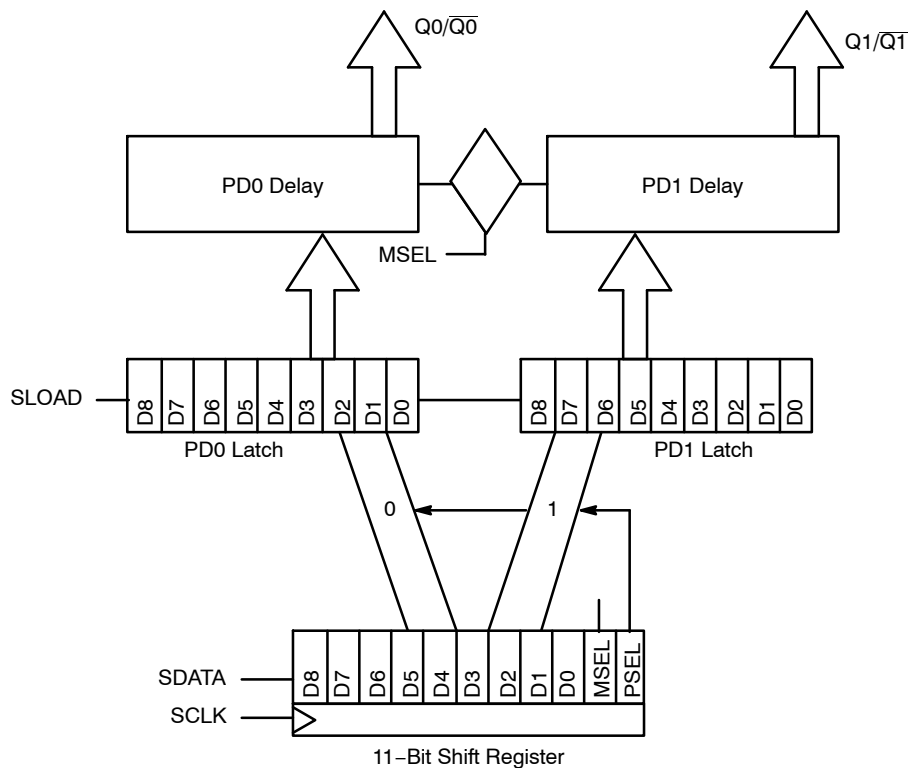 Q0/Q̅0̅
Q1/Q̅1̅
PD0 Delay
PD1 Delay
MSEL
SLOAD
D8 D7 D6 D5 D4 D3 D2 D1 D0
D8 D7 D6 D5 D4 D3 D2 D1 D0
PD0 Latch
PD1 Latch
0
1
SDATA
D8 D7 D6 D5 D4 D3 D2 D1 D0 MSEL PSEL
SCLK
11−Bit Shift Register